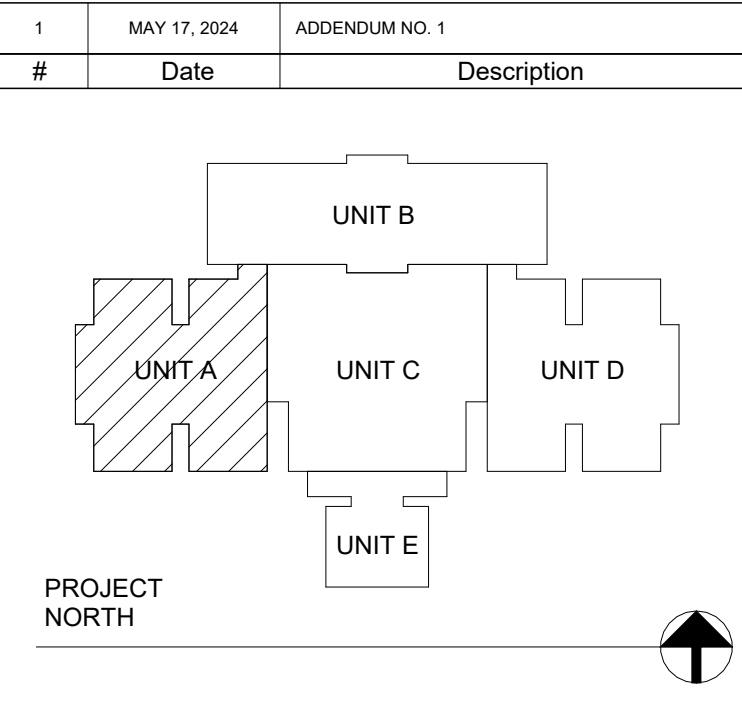 1 MAY 17, 2024 ADDENDUM NO. 1
# Date Description
UNIT B
UNIT A UNIT C UNIT D
UNIT E
PROJECT
NORTH